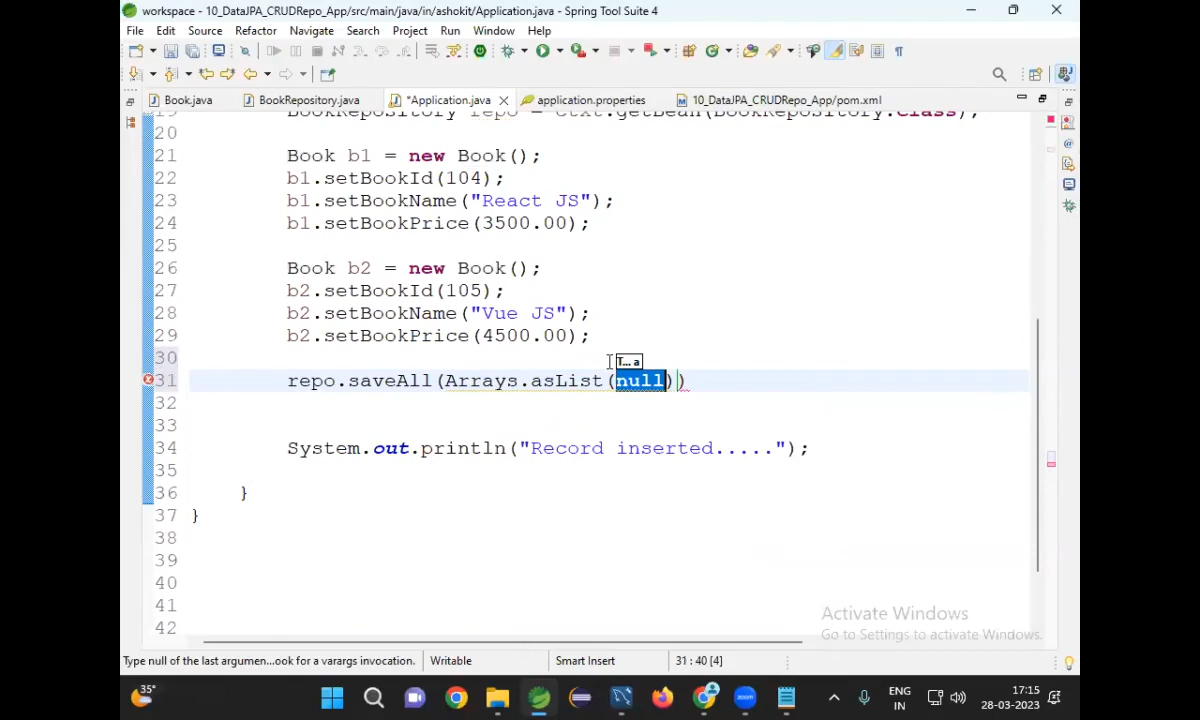 workspace - 10_DataJPA_CRUDRepo_App/src/main/java/in/ashokit/Application.java - Spring Tool Suite 4
File Edit Source Refactor Navigate Search Project Run Window Help
Book.java BookRepository.java *Application.java application.properties 10_DataJPA_CRUDRepo_App/pom.xml
19 BookRepository repo = ctxt.getBean(BookRepository.class);
20
21 Book b1 = new Book();
22 b1.setBookId(104);
23 b1.setBookName("React JS");
24 b1.setBookPrice(3500.00);
25
26 Book b2 = new Book();
27 b2.setBookId(105);
28 b2.setBookName("Vue JS");
29 b2.setBookPrice(4500.00);
30
T... a
31 repo.saveAll(Arrays.asList(null))
32
33
34 System.out.println("Record inserted.....");
35
36 }
37 }
38
39
40
41
42
Activate Windows
Go to Settings to activate Windows.
Type null of the last argumen...ook for a varargs invocation. Writable Smart Insert 31 : 40 [4]
35°
zoom
ENG
IN
17:15
28-03-2023